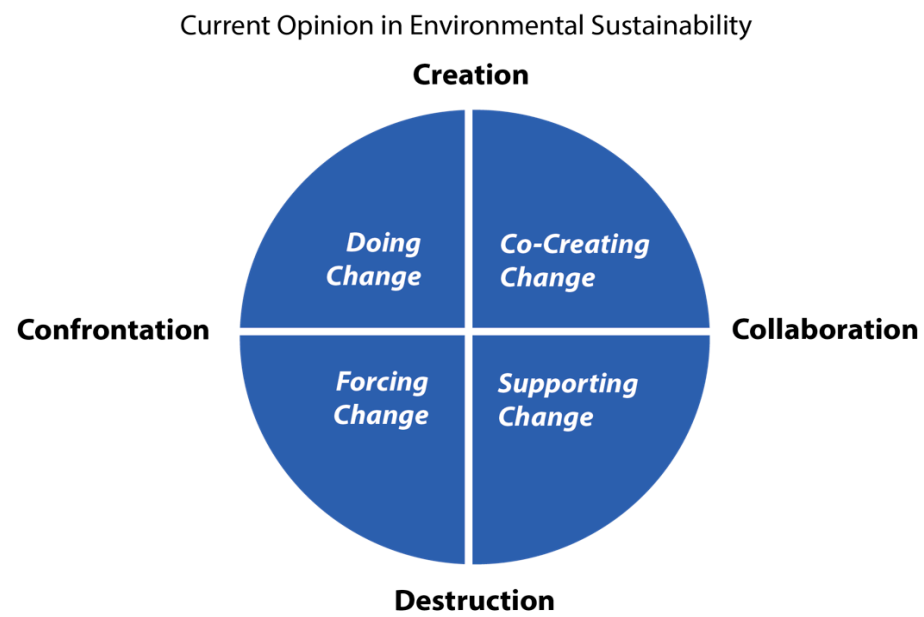 Current Opinion in Environmental Sustainability
Creation
Doing
Change
Co-Creating
Change
Confrontation
Collaboration
Forcing
Change
Supporting
Change
Destruction